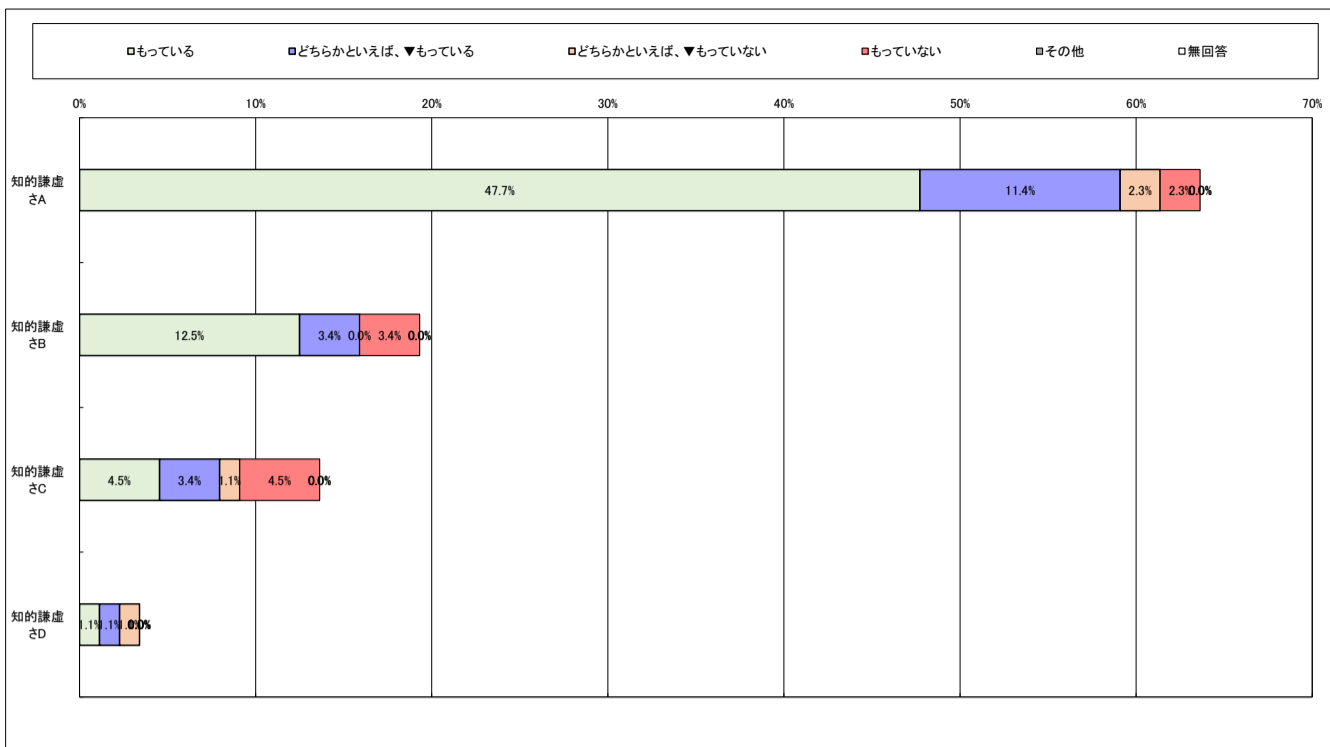 もっている どちらかといえば、▼もっている どちらかといえば、▼もっていない もっていない その他 無回答
0% 10% 20% 30% 40% 50% 60% 70%
知的謙虚
さA
47.7% 11.4% 2.3% 2.3% 0.0%
知的謙虚
さB
12.5% 3.4% 0.0% 3.4% 0.0%
知的謙虚
さC
4.5% 3.4% 1.1% 4.5% 0.0%
知的謙虚
さD
1.1% 1.1% 0.0%